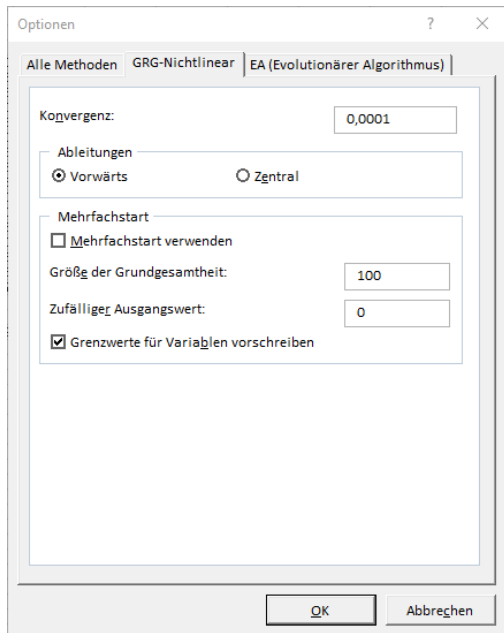 Optionen ?
Alle Methoden GRG-Nichtlinear EA (Evolutionärer Algorithmus)
Konvergenz: 0,0001
Ableitungen
Vorwärts Zentral
Mehrfachstart
Mehrfachstart verwenden
Größe der Grundgesamtheit: 100
Zufälliger Ausgangswert: 0
Grenzwerte für Variablen vorschreiben
OK Abbrechen